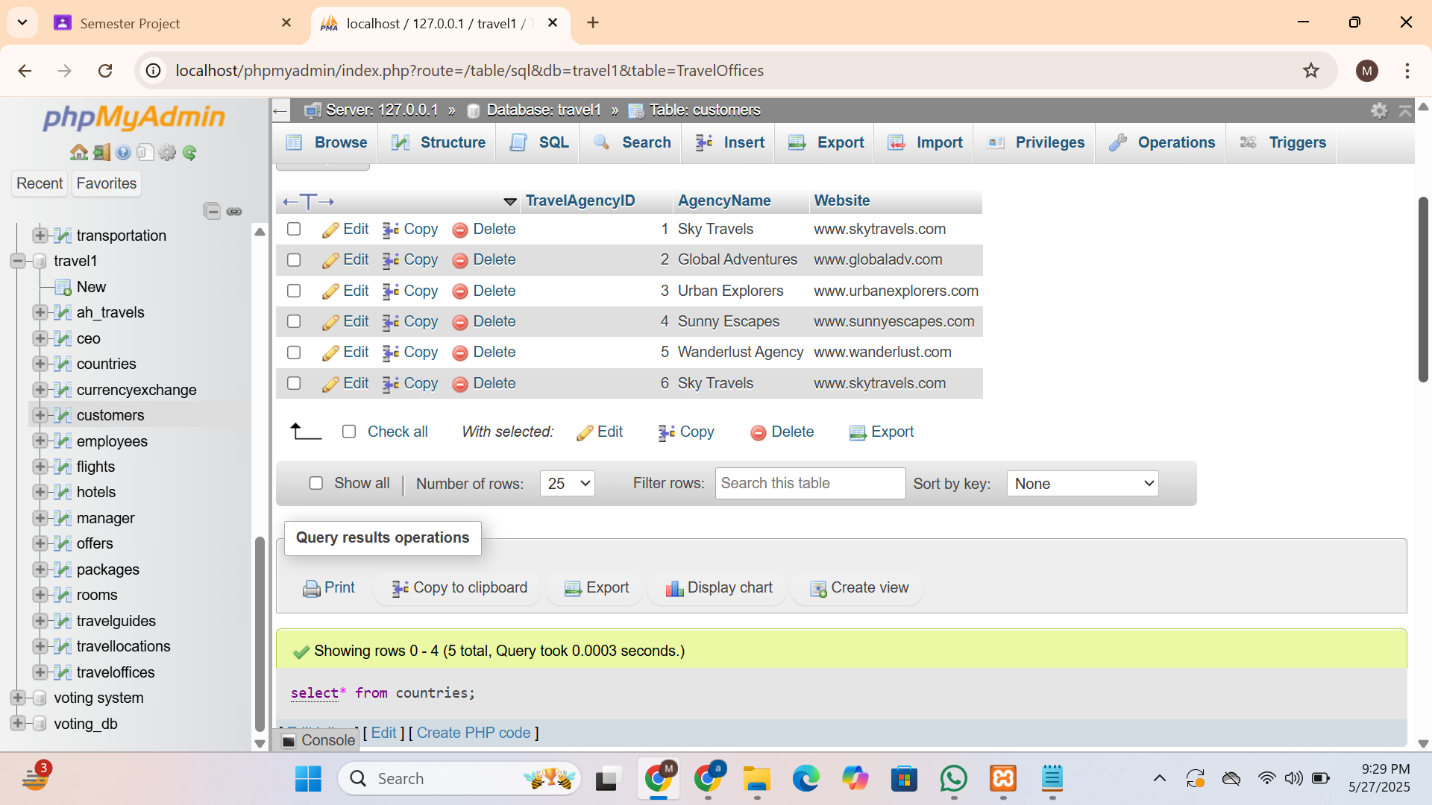 Semester Project
localhost / 127.0.0.1 / travel1 / T
localhost/phpmyadmin/index.php?route=/table/sql&db=travel1&table=TravelOffices
M
phpMyAdmin
Recent
Favorites
transportation
travel1
New
ah_travels
ceo
countries
currencyexchange
customers
employees
flights
hotels
manager
offers
packages
rooms
travelguides
travellocations
traveloffices
voting system
voting_db
Server: 127.0.0.1 » Database: travel1 » Table: customers
Browse Structure SQL Search Insert Export Import Privileges Operations Triggers
←T→ TravelAgencyID AgencyName Website
Edit Copy Delete 1 Sky Travels www.skytravels.com
Edit Copy Delete 2 Global Adventures www.globaladv.com
Edit Copy Delete 3 Urban Explorers www.urbanexplorers.com
Edit Copy Delete 4 Sunny Escapes www.sunnyescapes.com
Edit Copy Delete 5 Wanderlust Agency www.wanderlust.com
Edit Copy Delete 6 Sky Travels www.skytravels.com
Check all With selected: Edit Copy Delete Export
Show all | Number of rows: 25 Filter rows: Search this table Sort by key: None
Query results operations
Print Copy to clipboard Export Display chart Create view
Showing rows 0 - 4 (5 total, Query took 0.0003 seconds.)
select* from countries;
] [ Edit ] [ Create PHP code ]
Console
3
Search
M
a
9:29 PM
5/27/2025